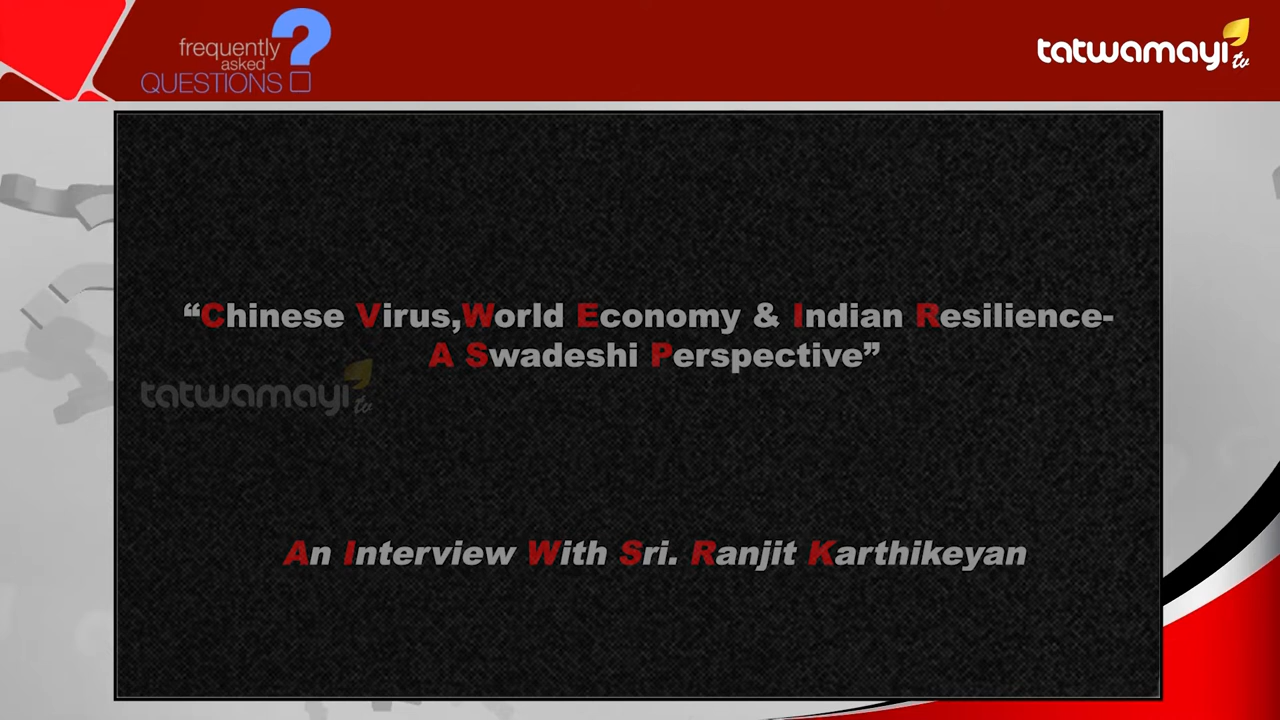 frequently
asked
QUESTIONS ?
tatwamayi tv
“Chinese Virus,World Economy & Indian Resilience-
A Swadeshi Perspective”
tatwamayi tv
An Interview With Sri. Ranjit Karthikeyan